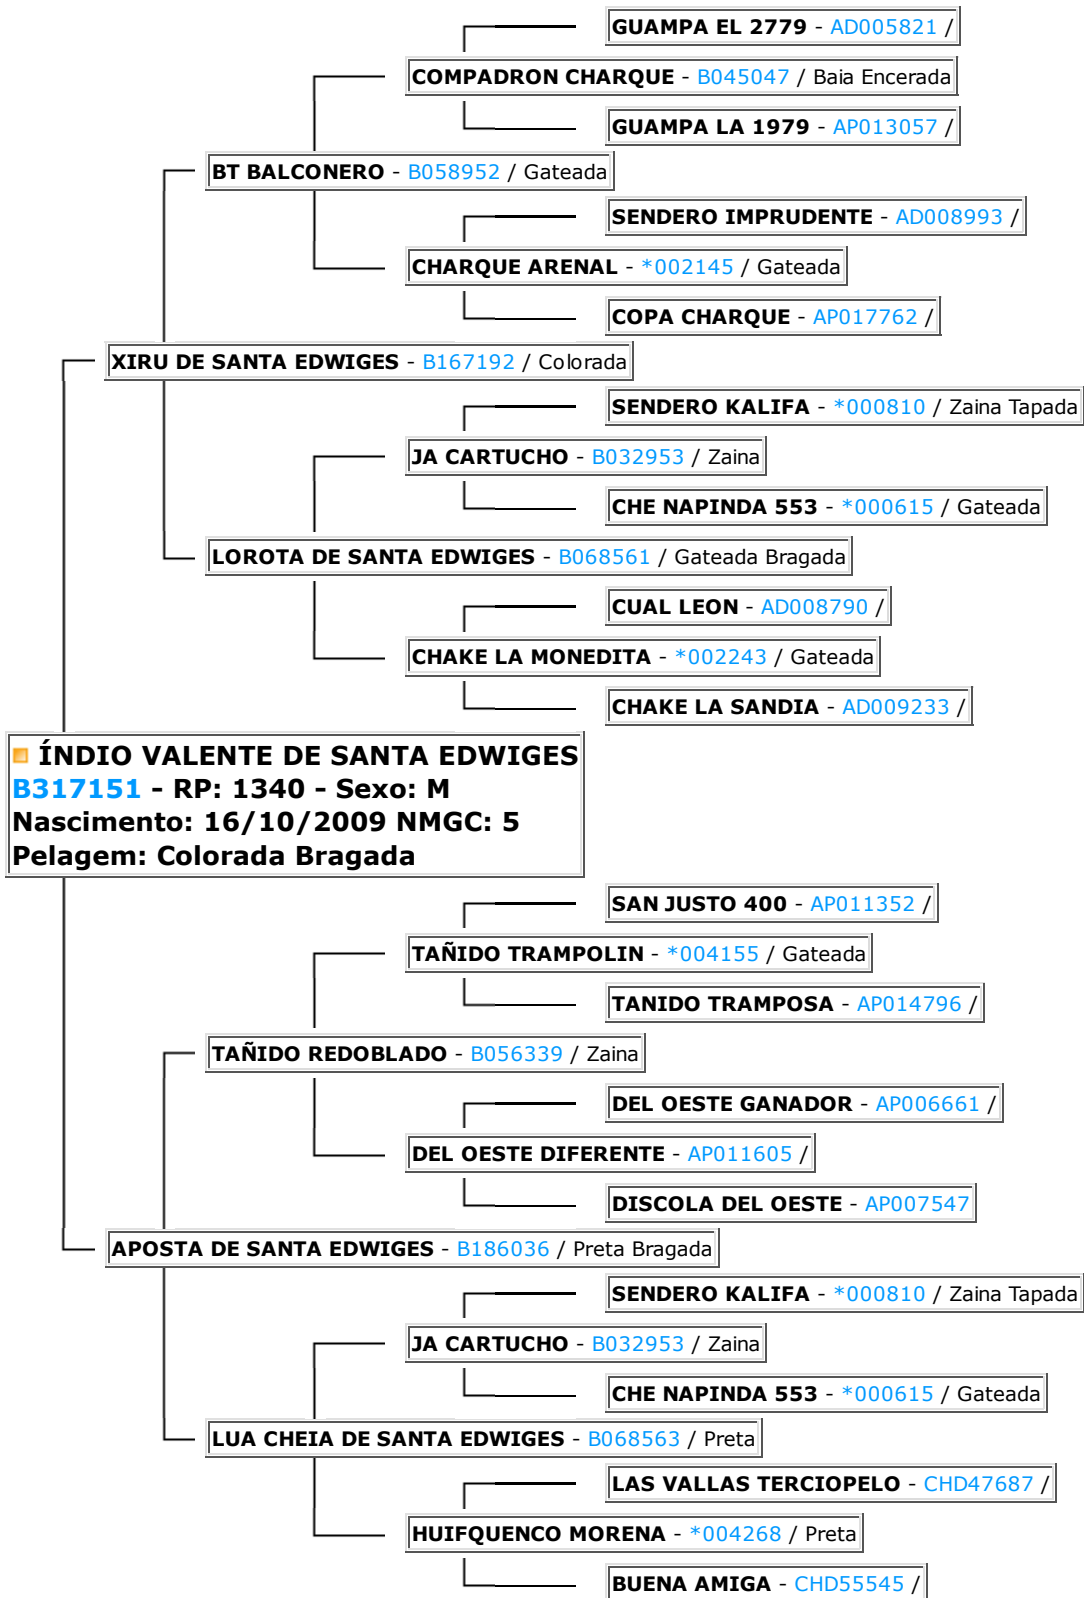 GUAMPA EL 2779 - AD005821 /
COMPADRON CHARQUE - B045047 / Baia Encerada
GUAMPA LA 1979 - AP013057 /
BT BALCONERO - B058952 / Gateada
SENDERO IMPRUDENTE - AD008993 /
CHARQUE ARENAL - *002145 / Gateada
COPA CHARQUE - AP017762 /
XIRU DE SANTA EDWIGES - B167192 / Colorada
SENDERO KALIFA - *000810 / Zaina Tapada
JA CARTUCHO - B032953 / Zaina
CHE NAPINDA 553 - *000615 / Gateada
LOROTA DE SANTA EDWIGES - B068561 / Gateada Bragada
CUAL LEON - AD008790 /
CHAKE LA MONEDITA - *002243 / Gateada
CHAKE LA SANDIA - AD009233 /
ÍNDIO VALENTE DE SANTA EDWIGES
B317151 - RP: 1340 - Sexo: M
Nascimento: 16/10/2009 NMGC: 5
Pelagem: Colorada Bragada
SAN JUSTO 400 - AP011352 /
TAÑIDO TRAMPOLIN - *004155 / Gateada
TANIDO TRAMPOSA - AP014796 /
TAÑIDO REDOBLADO - B056339 / Zaina
DEL OESTE GANADOR - AP006661 /
DEL OESTE DIFERENTE - AP011605 /
DISCOLA DEL OESTE - AP007547
APOSTA DE SANTA EDWIGES - B186036 / Preta Bragada
SENDERO KALIFA - *000810 / Zaina Tapada
JA CARTUCHO - B032953 / Zaina
CHE NAPINDA 553 - *000615 / Gateada
LUA CHEIA DE SANTA EDWIGES - B068563 / Preta
LAS VALLAS TERCIOPELO - CHD47687 /
HUIFQUENCO MORENA - *004268 / Preta
BUENA AMIGA - CHD55545 /